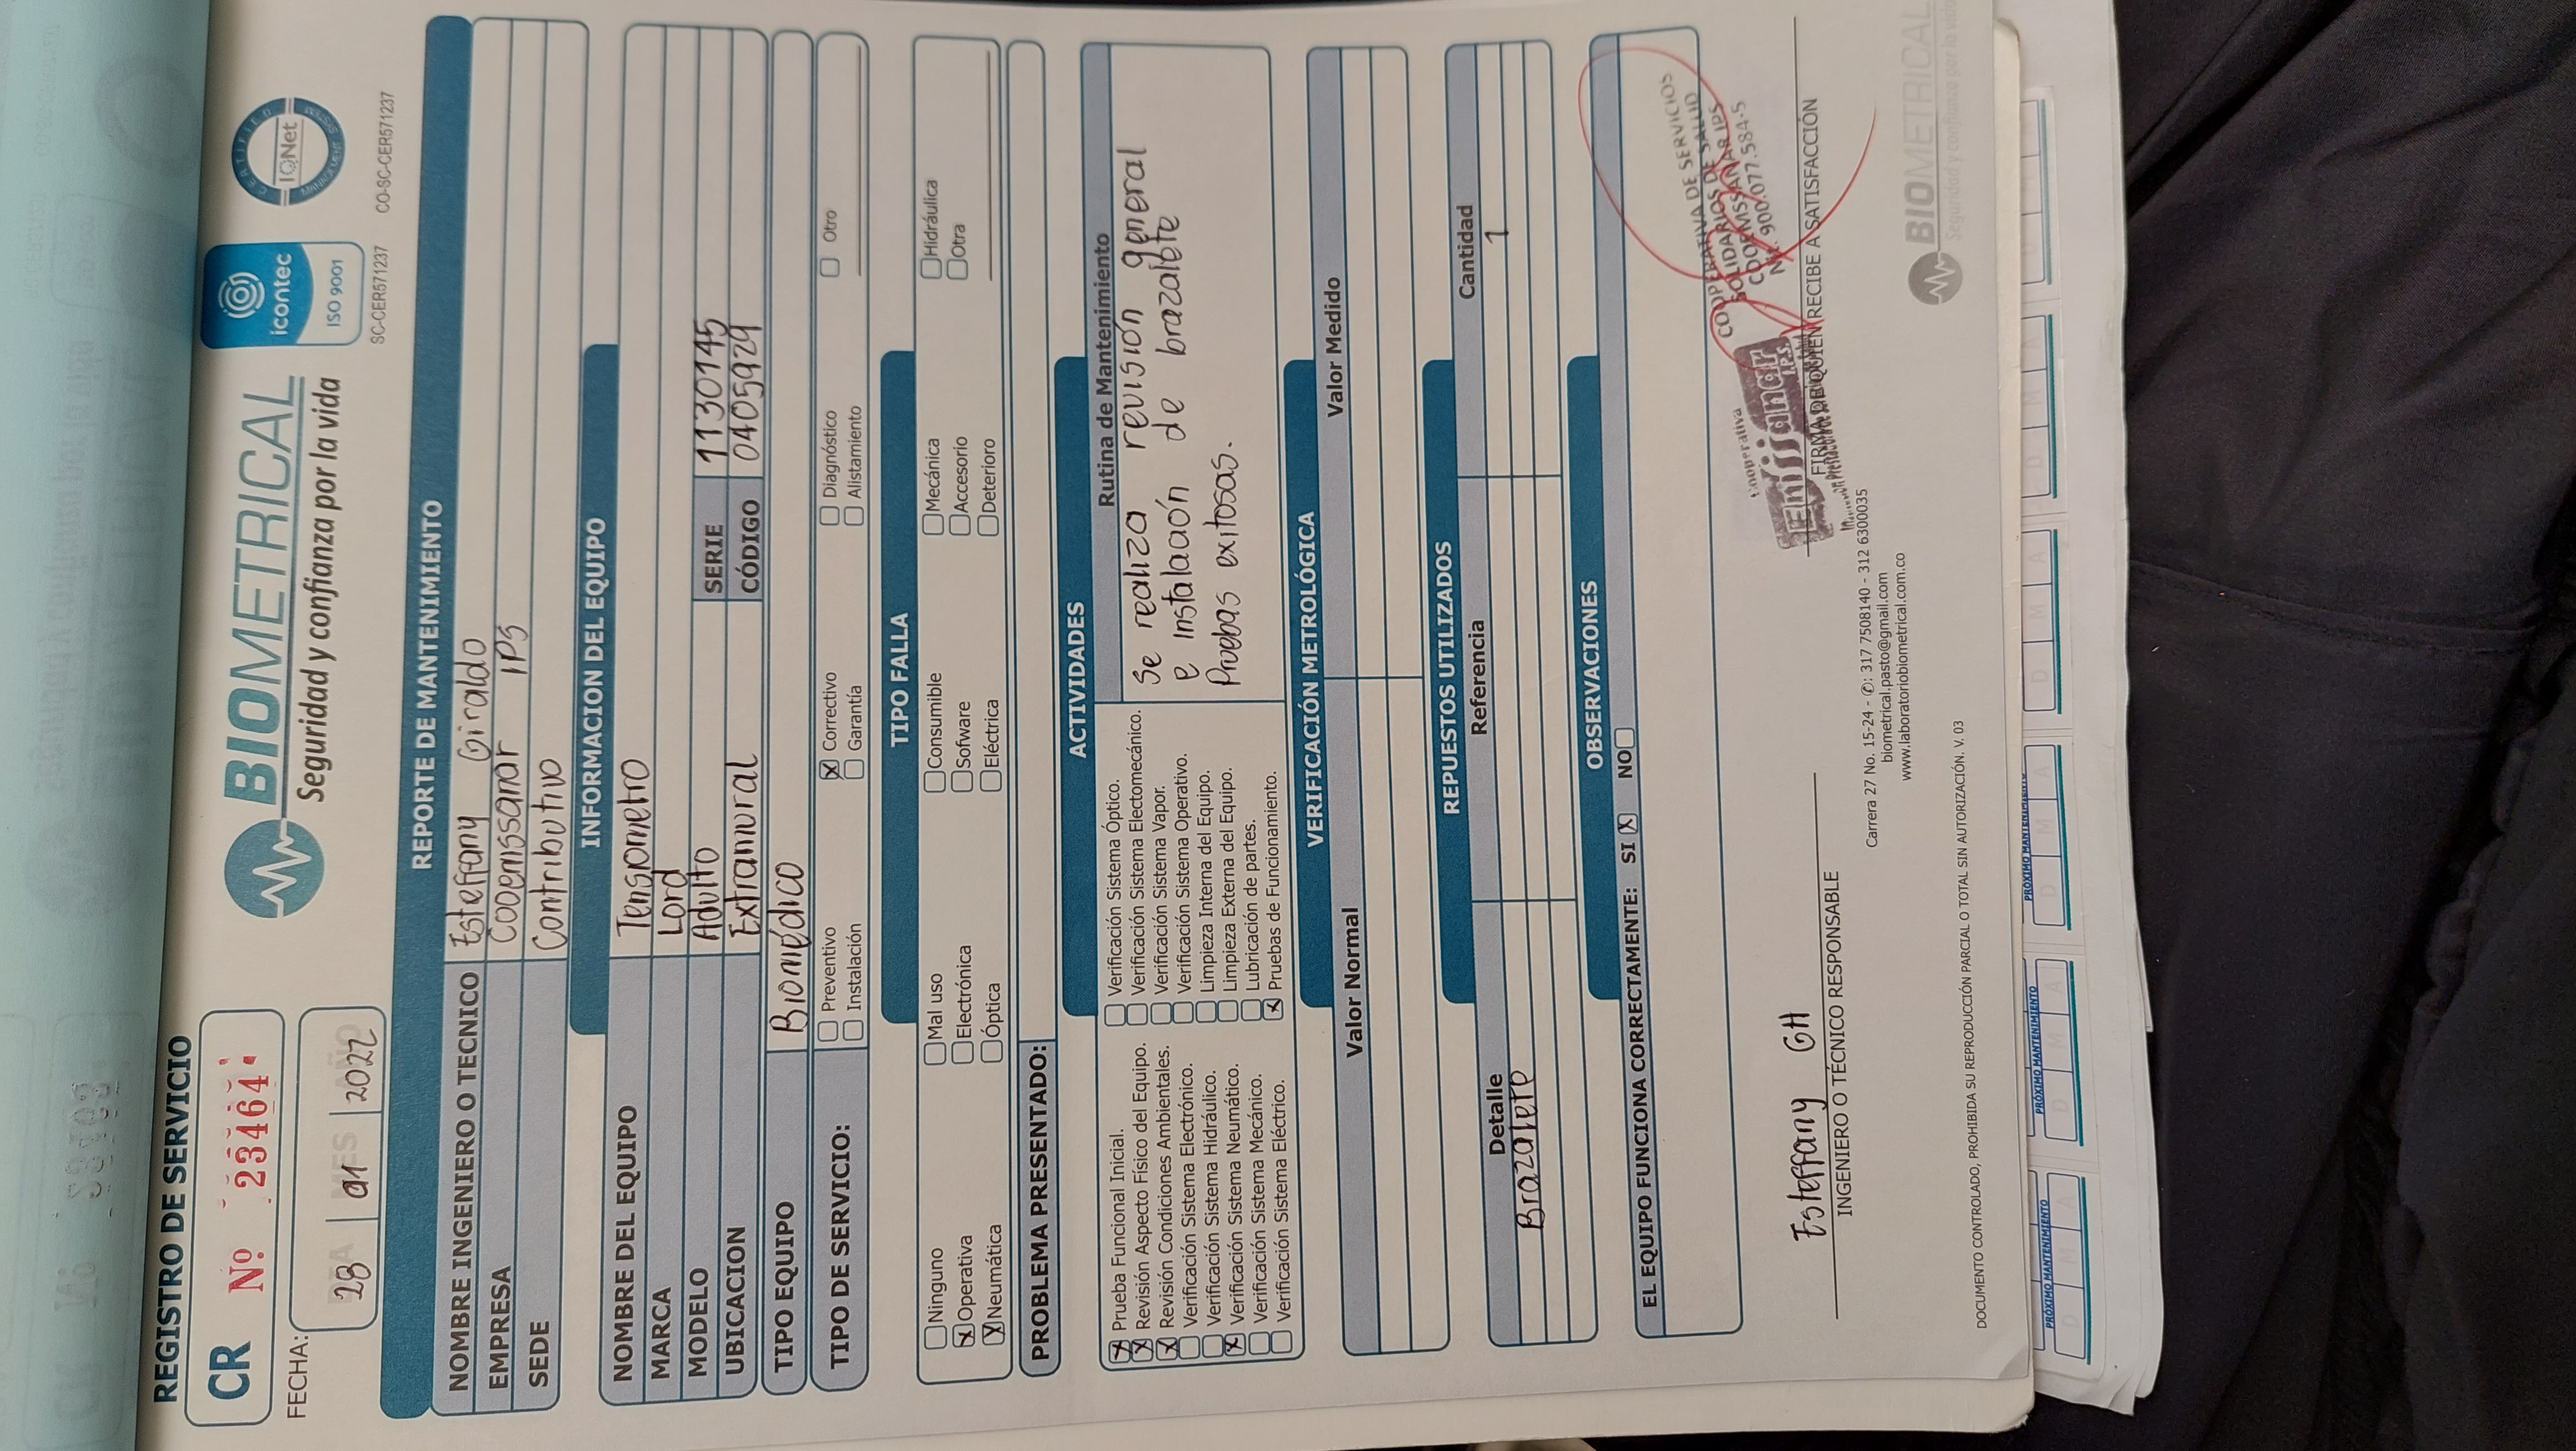 REGISTRO DE SERVICIO
CR Nº 23464
FECHA:
28 01 2022
BIOMETRICAL
Seguridad y confianza por la vida
icontec
ISO 9001
SC-CER571237
CERTIFIED
IQNet
MANAGEMENT SYSTEM
CO-SC-CER571237
REPORTE DE MANTENIMIENTO
NOMBRE INGENIERO O TECNICO Esteffany Giraldo
EMPRESA Cooemssanar IPS
SEDE Contributivo
INFORMACION DEL EQUIPO
NOMBRE DEL EQUIPO Tensiometro
MARCA Lord
MODELO Adulto SERIE 1130145
UBICACION Extramural CÓDIGO 0405929
TIPO EQUIPO Biomédico
TIPO DE SERVICIO: Preventivo X Correctivo Diagnóstico Otro
Instalación Garantía Alistamiento
TIPO FALLA
Ninguno Mal uso Consumible Mecánica Hidráulica
X Operativa Electrónica Sofware Accesorio Otra
X Neumática Óptica Eléctrica Deterioro
PROBLEMA PRESENTADO:
ACTIVIDADES
X Prueba Funcional Inicial.
X Revisión Aspecto Físico del Equipo.
X Revisión Condiciones Ambientales.
Verificación Sistema Electrónico.
Verificación Sistema Hidráulico.
X Verificación Sistema Neumático.
Verificación Sistema Mecánico.
Verificación Sistema Eléctrico.
Verificación Sistema Óptico.
Verificación Sistema Electomecánico.
Verificación Sistema Vapor.
Verificación Sistema Operativo.
Limpieza Interna del Equipo.
Limpieza Externa del Equipo.
Lubricación de partes.
X Pruebas de Funcionamiento.
Rutina de Mantenimiento
Se realiza revisión general
e instalación de brazalete
Pruebas exitosas.
VERIFICACIÓN METROLÓGICA
Valor Normal Valor Medido
REPUESTOS UTILIZADOS
Detalle Referencia Cantidad
Brazalete 1
OBSERVACIONES
EL EQUIPO FUNCIONA CORRECTAMENTE: SI X NO
Esteffany GH
INGENIERO O TÉCNICO RESPONSABLE
Cooperativa
Emssanar
I.P.S.
COOPERATIVA DE SERVICIOS
SOLIDARIOS DE SALUD
COOEMSSANAR IPS
Nit. 900.077.584-5
FIRMA DE QUIEN RECIBE A SATISFACCIÓN
Carrera 27 No. 15-24 - ✆: 317 7508140 - 312 6300035
biometrical.pasto@gmail.com
www.laboratoriobiometrical.com.co
BIOMETRICAL
Seguridad y confianza por la vida
DOCUMENTO CONTROLADO, PROHIBIDA SU REPRODUCCIÓN PARCIAL O TOTAL SIN AUTORIZACIÓN. V. 03
PRÓXIMO MANTENIMIENTO PRÓXIMO MANTENIMIENTO PRÓXIMO MANTENIMIENTO
D M A D M A D M A D M A D M A